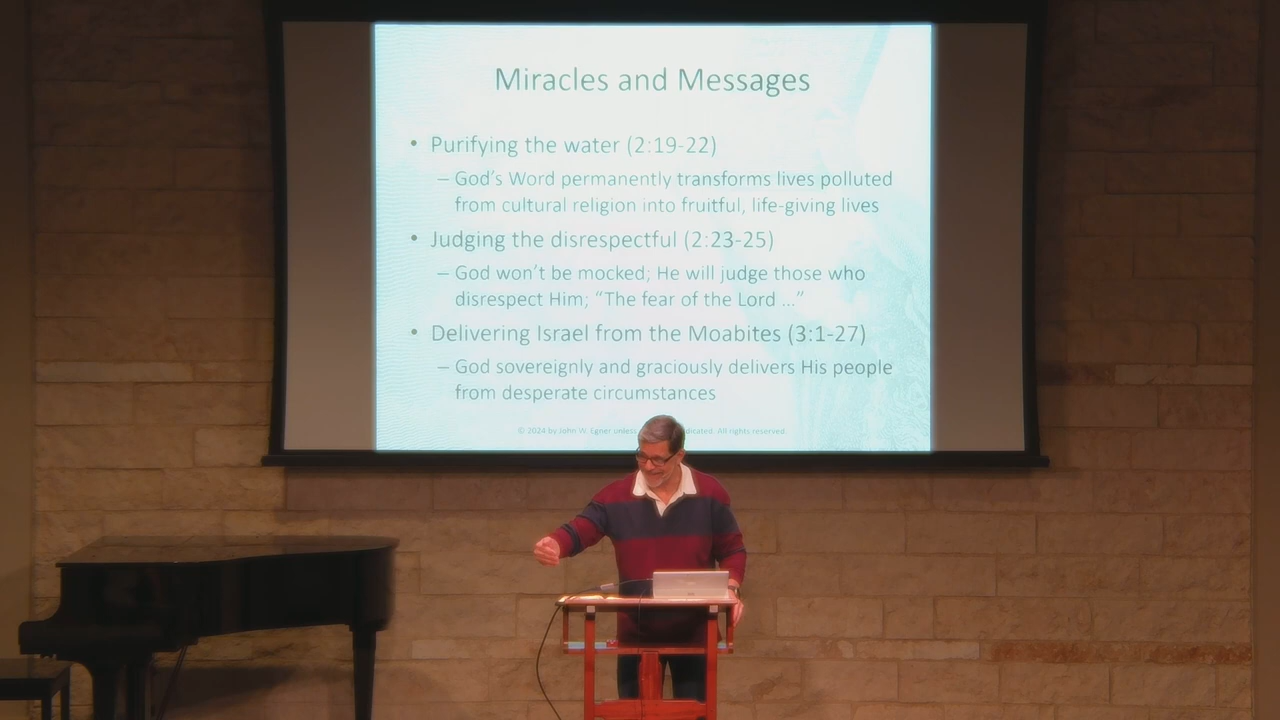 Miracles and Messages
• Purifying the water (2:19-22)
– God's Word permanently transforms lives polluted
from cultural religion into fruitful, life-giving lives
• Judging the disrespectful (2:23-25)
– God won't be mocked; He will judge those who
disrespect Him; "The fear of the Lord ..."
• Delivering Israel from the Moabites (3:1-27)
– God sovereignly and graciously delivers His people
from desperate circumstances
© 2024 by John W. Egner All rights reserved.